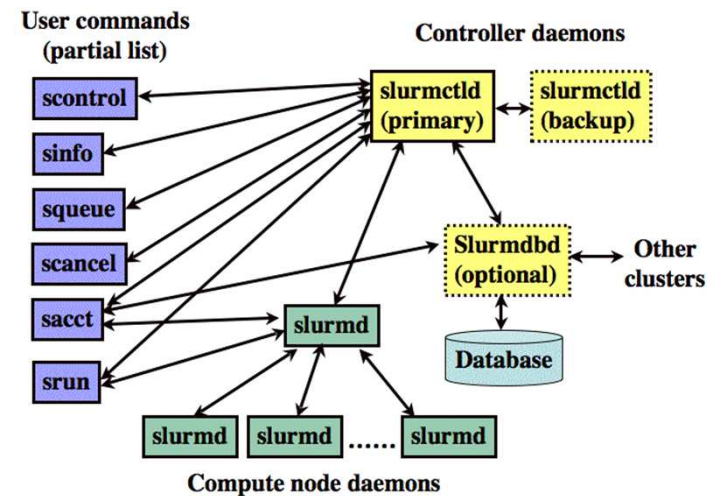 User commands
(partial list)
Controller daemons
scontrol
sinfo
squeue
scancel
sacct
srun
slurmctld
(primary)
slurmctld
(backup)
Slurmdbd
(optional)
Other
clusters
Database
slurmd
slurmd
slurmd
......
slurmd
Compute node daemons